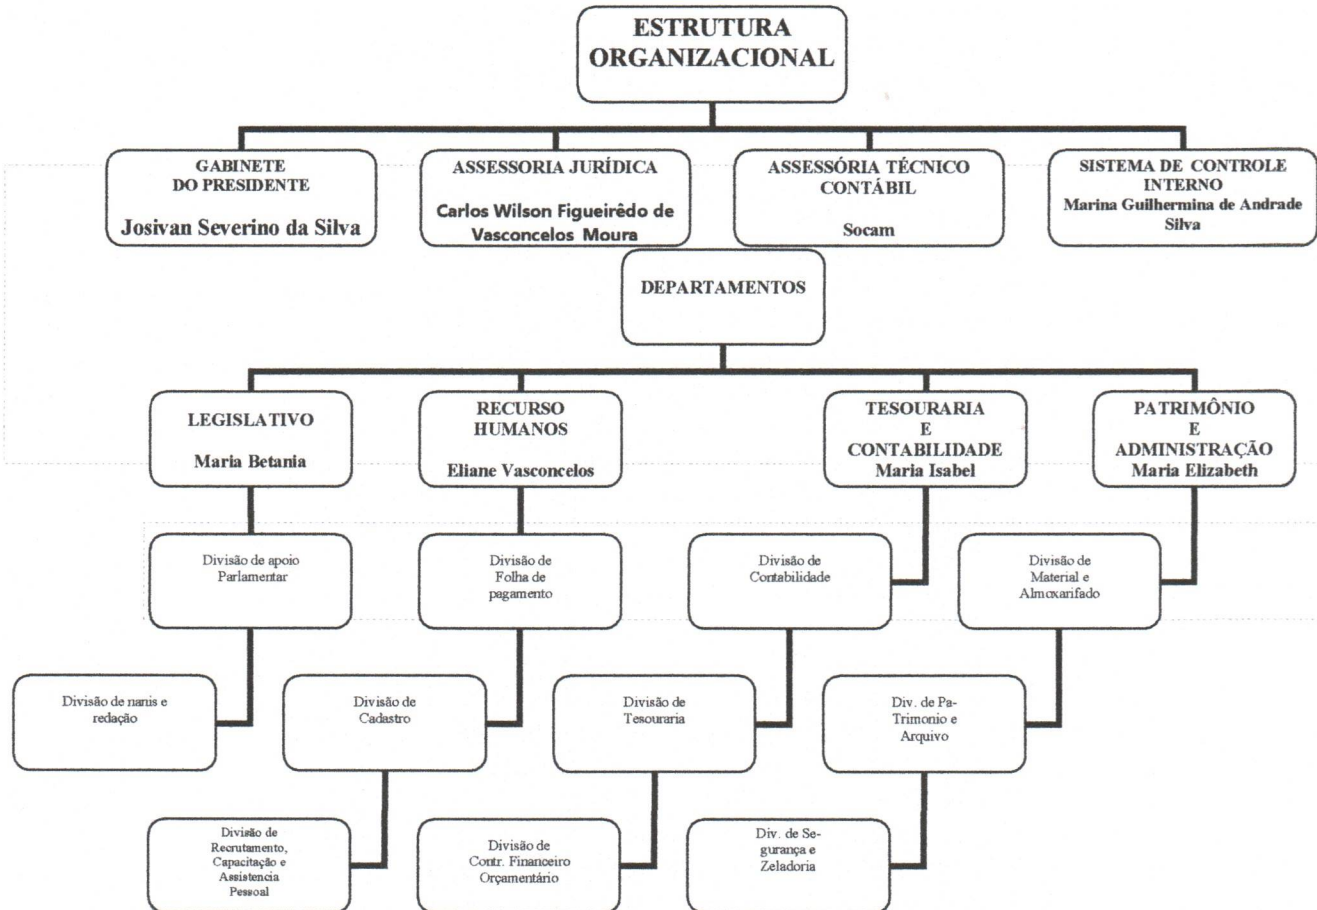 ESTRUTURA
ORGANIZACIONAL
GABINETE
DO PRESIDENTE
Josivan Severino da Silva
ASSESSORIA JURÍDICA
Carlos Wilson Figueirêdo de
Vasconcelos Moura
ASSESSÓRIA TÉCNICO
CONTÁBIL
Socam
SISTEMA DE CONTROLE
INTERNO
Marina Guilhermina de Andrade
Silva
DEPARTAMENTOS
LEGISLATIVO
Maria Betania
RECURSO
HUMANOS
Eliane Vasconcelos
TESOURARIA
E
CONTABILIDADE
Maria Isabel
PATRIMÔNIO
E
ADMINISTRAÇÃO
Maria Elizabeth
Divisão de apoio
Parlamentar
Divisão de
Folha de
pagamento
Divisão de
Contabilidade
Divisão de
Material e
Almoxarifado
Divisão de nanis e
redação
Divisão de
Cadastro
Divisão de
Tesouraria
Div. de Pa-
Trimonio e
Arquivo
Divisão de
Recrutamento,
Capacitação e
Assistencia
Pessoal
Divisão de
Contr. Financeiro
Orçamentário
Div. de Se-
gurança e
Zeladoria